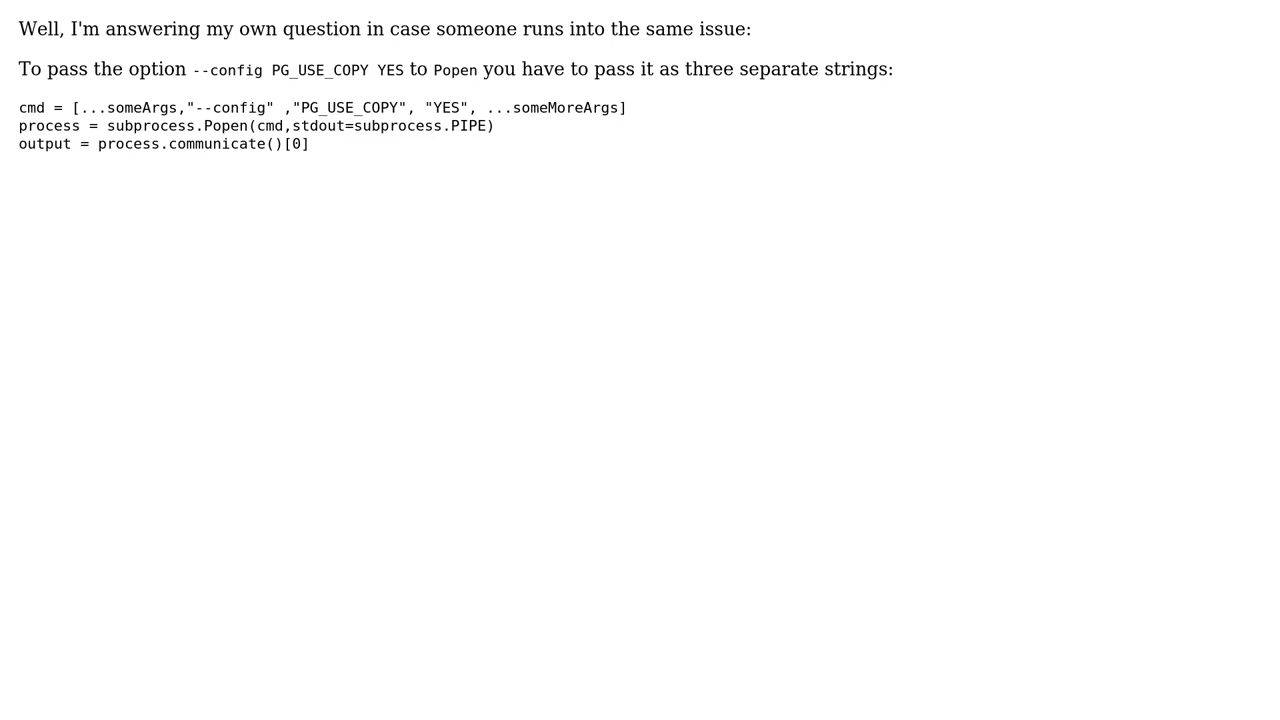 Well, I'm answering my own question in case someone runs into the same issue:
To pass the option --config PG_USE_COPY YES to Popen you have to pass it as three separate strings:
cmd = [...someArgs,"--config" ,"PG_USE_COPY", "YES", ...someMoreArgs]
process = subprocess.Popen(cmd,stdout=subprocess.PIPE)
output = process.communicate()[0]